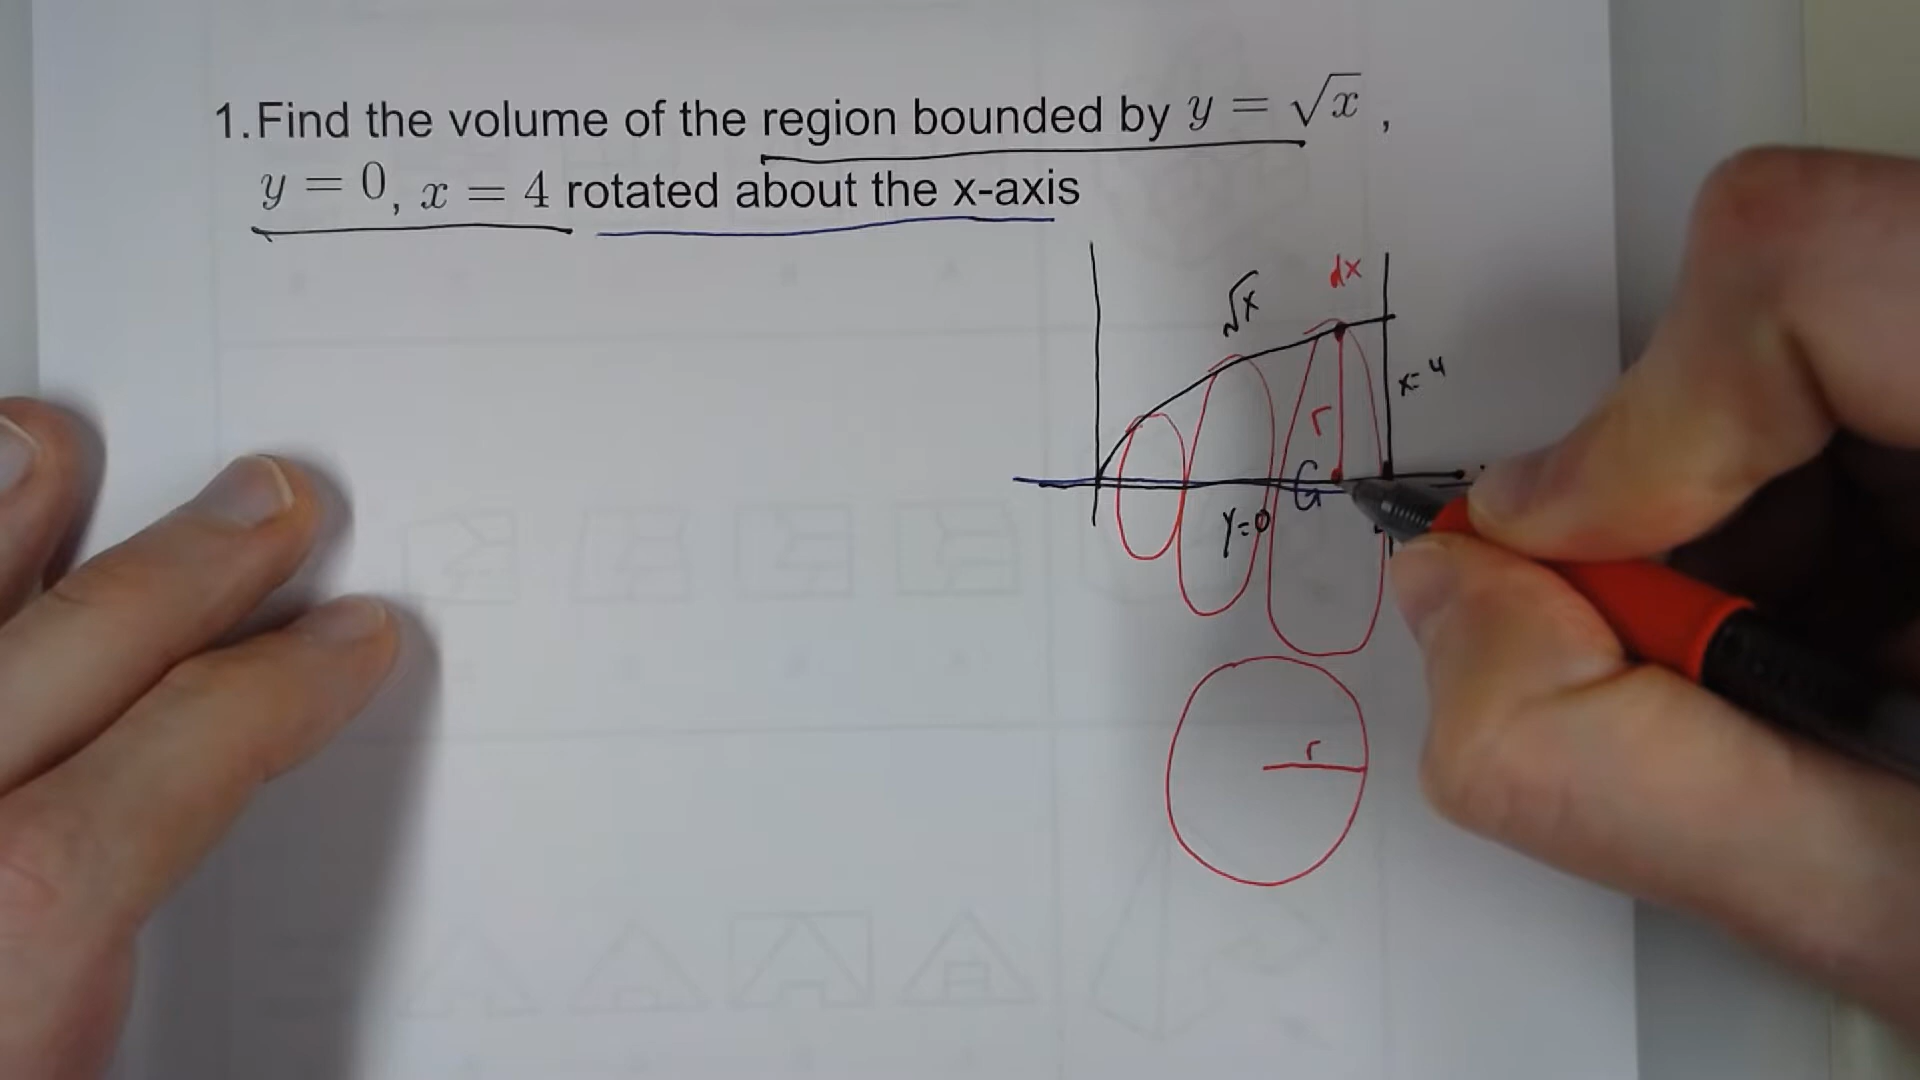 1. Find the volume of the region bounded by y = √x ,
y = 0, x = 4 rotated about the x-axis
dx
√x
x=4
r
y=0
r